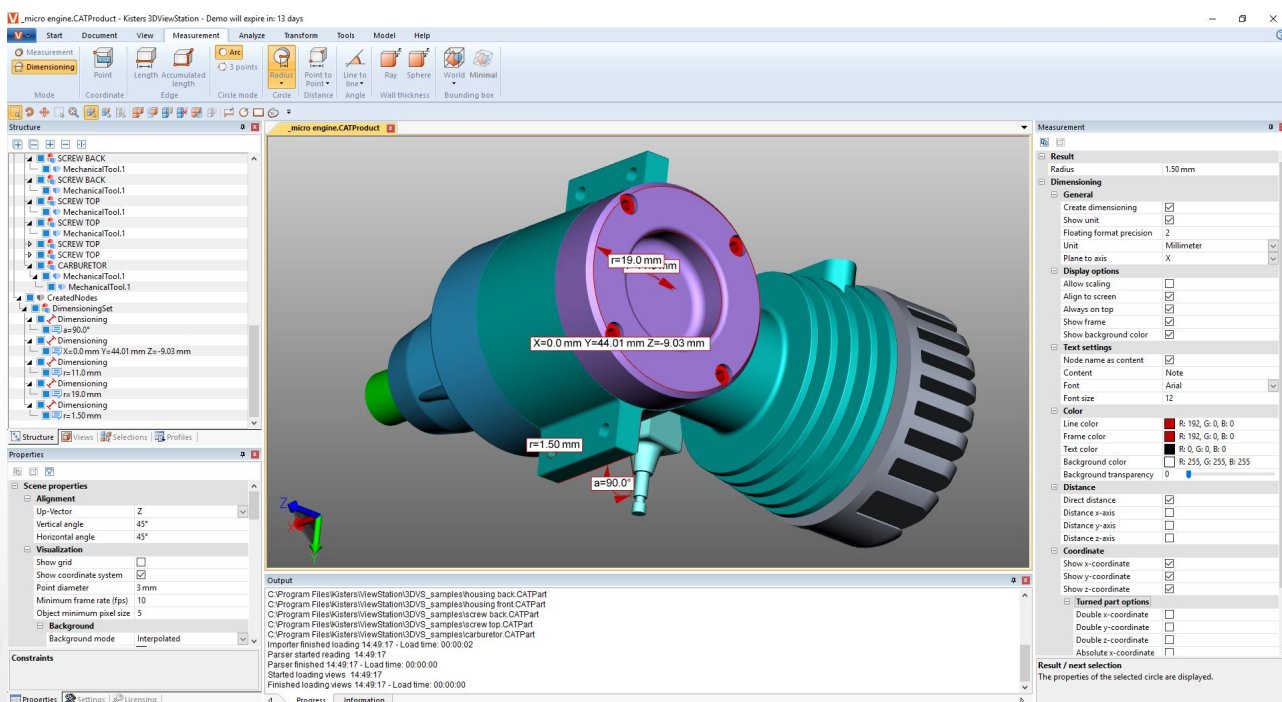 _micro engine.CATProduct - Kisters 3DViewStation - Demo will expire in: 13 days
Start Document View Measurement Analyze Transform Tools Model Help
Measurement
Dimensioning
Mode
Point
Coordinate
Length Accumulated length
Edge
Arc
3 points
Circle mode
Radius
Circle
Point to Point
Distance
Line to line
Angle
Ray Sphere
Wall thickness
World Minimal
Bounding box
Structure
SCREW BACK
MechanicalTool.1
SCREW BACK
MechanicalTool.1
SCREW TOP
MechanicalTool.1
SCREW TOP
MechanicalTool.1
SCREW TOP
SCREW TOP
CARBURETOR
MechanicalTool.1
MechanicalTool.1
CreatedNodes
DimensioningSet
Dimensioning
a=90.0°
Dimensioning
X=0.0 mm Y=44.01 mm Z=-9.03 mm
Dimensioning
r=11.0 mm
Dimensioning
r=19.0 mm
Dimensioning
r=1.50 mm
Structure Views Selections Profiles
Properties
Scene properties
Alignment
Up-Vector Z
Vertical angle 45°
Horizontal angle 45°
Visualization
Show grid
Show coordinate system
Point diameter 3 mm
Minimum frame rate (fps) 10
Object minimum pixel size 5
Background
Background mode Interpolated
Constraints
Properties Settings Licensing
_micro engine.CATProduct
r=19.0 mm
X=0.0 mm Y=44.01 mm Z=-9.03 mm
r=1.50 mm
a=90.0°
Z
X
Y
Output
C:\Program Files\Kisters\ViewStation\3DVS_samples\housing back.CATPart
C:\Program Files\Kisters\ViewStation\3DVS_samples\housing front.CATPart
C:\Program Files\Kisters\ViewStation\3DVS_samples\screw back.CATPart
C:\Program Files\Kisters\ViewStation\3DVS_samples\screw top.CATPart
C:\Program Files\Kisters\ViewStation\3DVS_samples\carburetor.CATPart
Importer finished loading 14:49:17 - Load time: 00:00:02
Parser started reading 14:49:17
Parser finished 14:49:17 - Load time: 00:00:00
Started loading views 14:49:17
Finished loading views 14:49:17 - Load time: 00:00:00
Progress Information
Measurement
Result
Radius 1.50 mm
Dimensioning
General
Create dimensioning
Show unit
Floating format precision 2
Unit Millimeter
Plane to axis X
Display options
Allow scaling
Align to screen
Always on top
Show frame
Show background color
Text settings
Node name as content
Content Note
Font Arial
Font size 12
Color
Line color R: 192, G: 0, B: 0
Frame color R: 192, G: 0, B: 0
Text color R: 0, G: 0, B: 0
Background color R: 255, G: 255, B: 255
Background transparency 0
Distance
Direct distance
Distance x-axis
Distance y-axis
Distance z-axis
Coordinate
Show x-coordinate
Show y-coordinate
Show z-coordinate
Turned part options
Double x-coordinate
Double y-coordinate
Double z-coordinate
Absolute x-coordinate
Result / next selection
The properties of the selected circle are displayed.